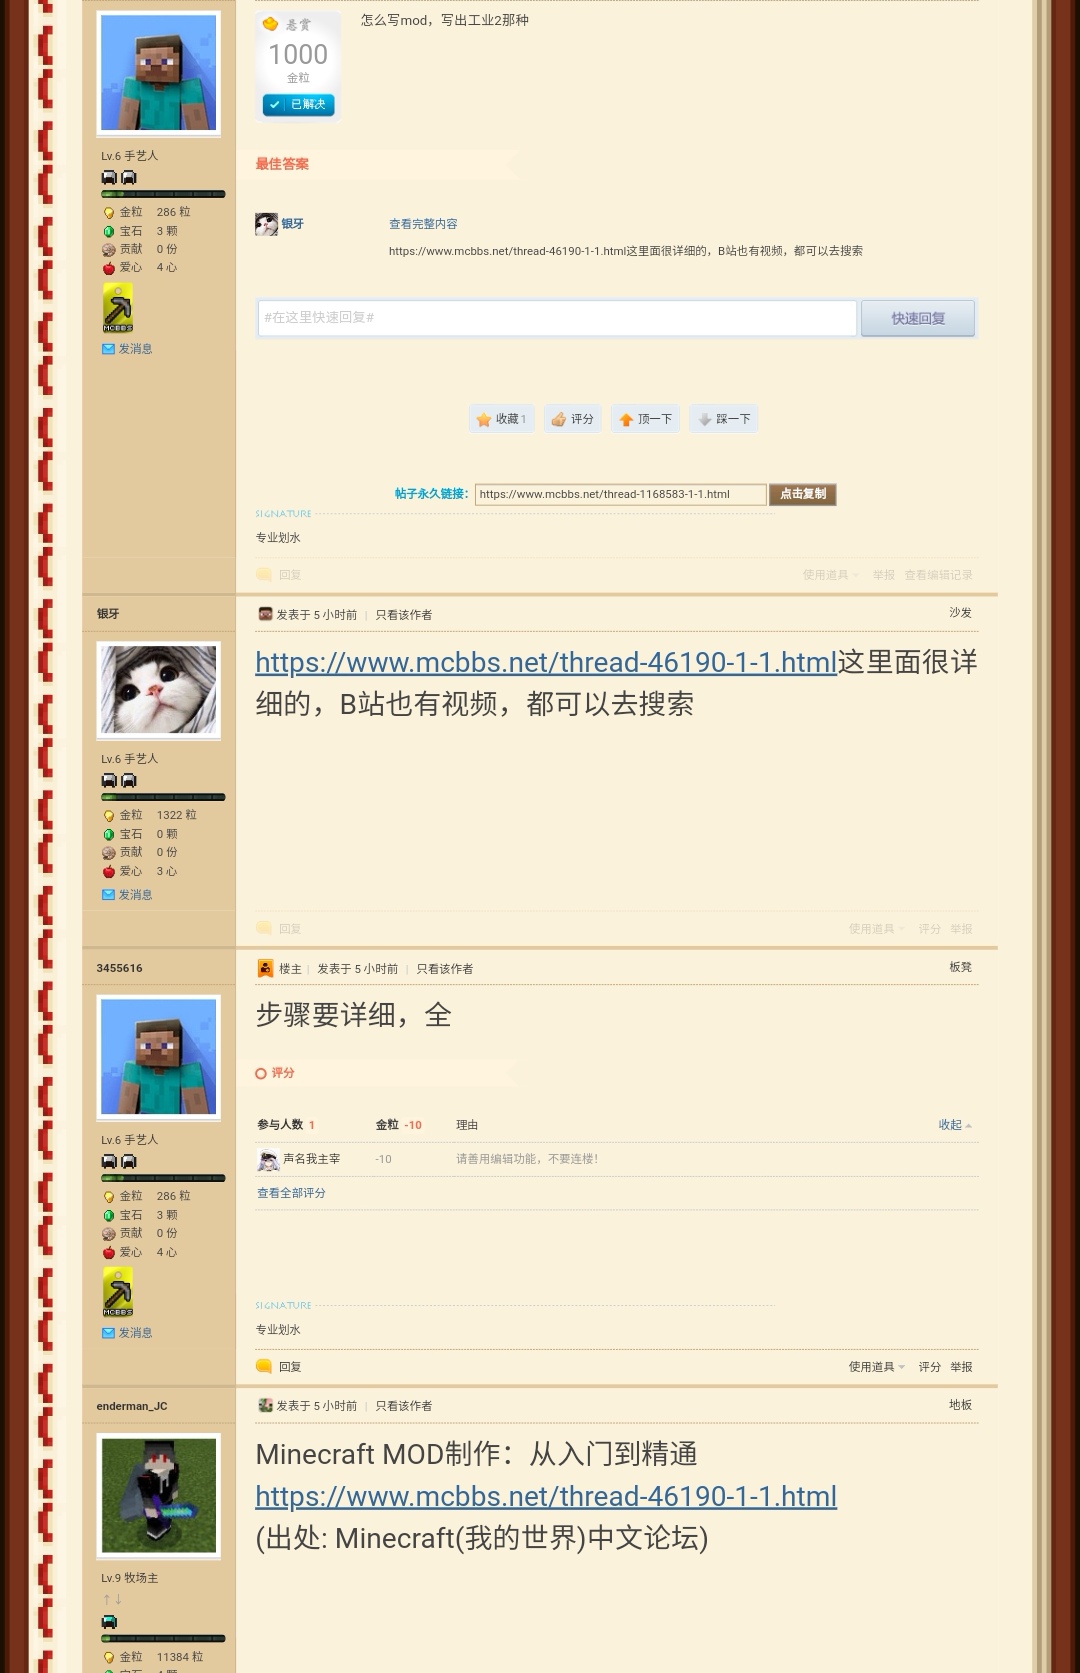 悬赏
1000
金粒
已解决
怎么写mod，写出工业2那种
Lv.6 手艺人
金粒 286 粒
宝石 3 颗
贡献 0 份
爱心 4 心
MCBBS
发消息
最佳答案
银牙 查看完整内容
https://www.mcbbs.net/thread-46190-1-1.html这里面很详细的，B站也有视频，都可以去搜索
#在这里快速回复# 快速回复
收藏 1 评分 顶一下 踩一下
帖子永久链接： https://www.mcbbs.net/thread-1168583-1-1.html 点击复制
SIGNATURE
专业划水
回复 使用道具 举报 查看编辑记录
银牙 发表于 5 小时前 | 只看该作者 沙发
https://www.mcbbs.net/thread-46190-1-1.html这里面很详
细的，B站也有视频，都可以去搜索
Lv.6 手艺人
金粒 1322 粒
宝石 0 颗
贡献 0 份
爱心 3 心
发消息
回复 使用道具 评分 举报
3455616 楼主 | 发表于 5 小时前 | 只看该作者 板凳
步骤要详细，全
评分
参与人数 1 金粒 -10 理由 收起
声名我主宰 -10 请善用编辑功能，不要连楼！
查看全部评分
Lv.6 手艺人
金粒 286 粒
宝石 3 颗
贡献 0 份
爱心 4 心
MCBBS
发消息
SIGNATURE
专业划水
回复 使用道具 评分 举报
enderman_JC 发表于 5 小时前 | 只看该作者 地板
Minecraft MOD制作：从入门到精通
https://www.mcbbs.net/thread-46190-1-1.html
(出处: Minecraft(我的世界)中文论坛)
Lv.9 牧场主
↑↓
金粒 11384 粒